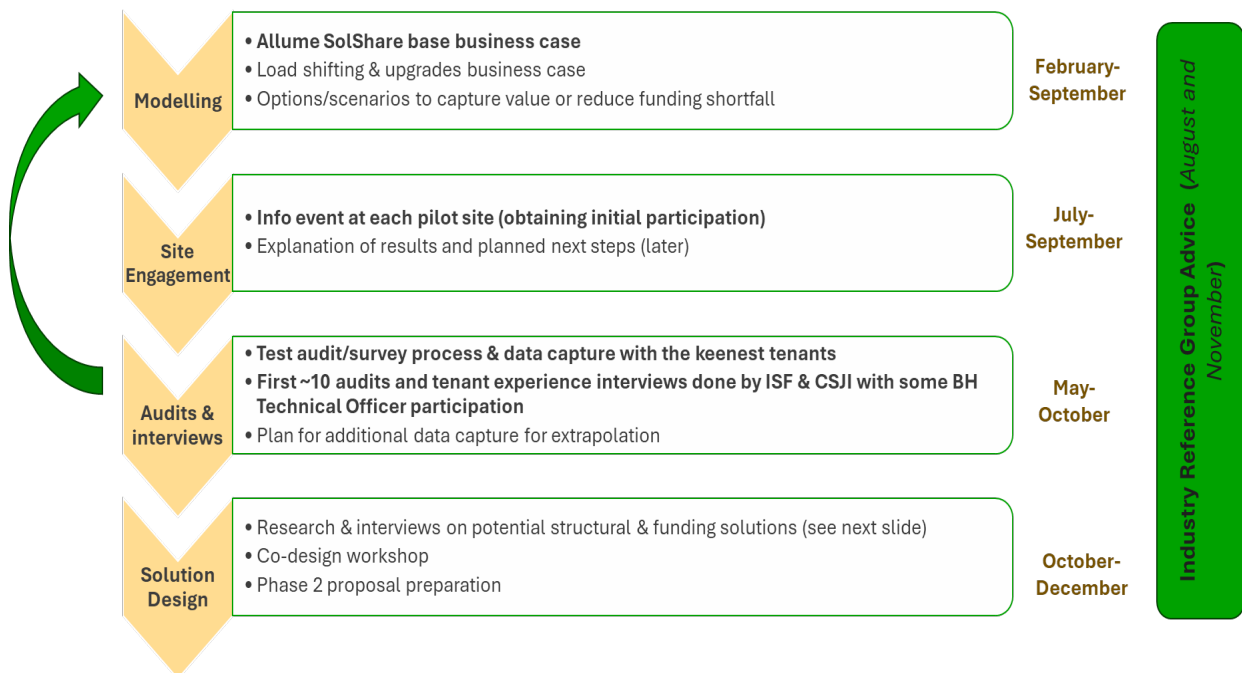 Modelling
• Allume SolShare base business case
• Load shifting & upgrades business case
• Options/scenarios to capture value or reduce funding shortfall
February-
September
Site
Engagement
• Info event at each pilot site (obtaining initial participation)
• Explanation of results and planned next steps (later)
July-
September
Audits &
interviews
• Test audit/survey process & data capture with the keenest tenants
• First ~10 audits and tenant experience interviews done by ISF & CSJI with some BH
Technical Officer participation
• Plan for additional data capture for extrapolation
May-
October
Solution
Design
• Research & interviews on potential structural & funding solutions (see next slide)
• Co-design workshop
• Phase 2 proposal preparation
October-
December
Industry Reference Group Advice (August and
November)